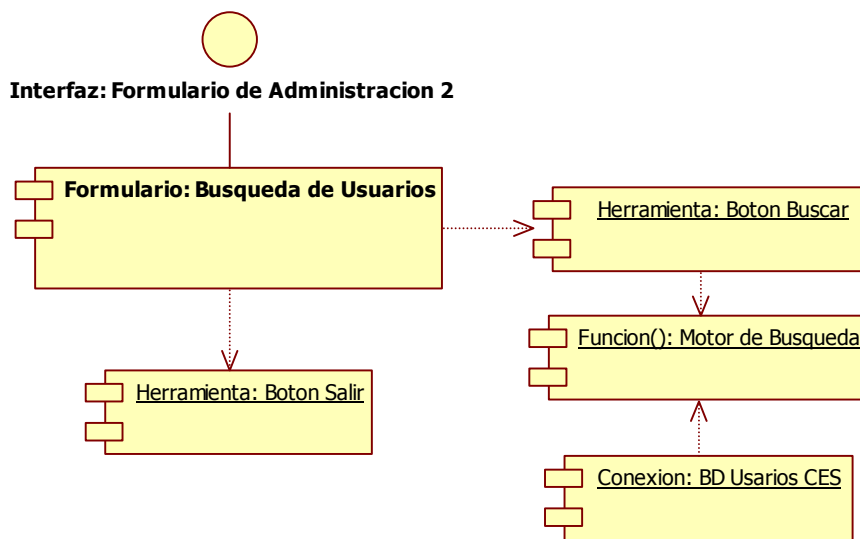 Interfaz: Formulario de Administracion 2
Formulario: Busqueda de Usuarios
Herramienta: Boton Buscar
Funcion(): Motor de Busqueda
Herramienta: Boton Salir
Conexion: BD Usarios CES